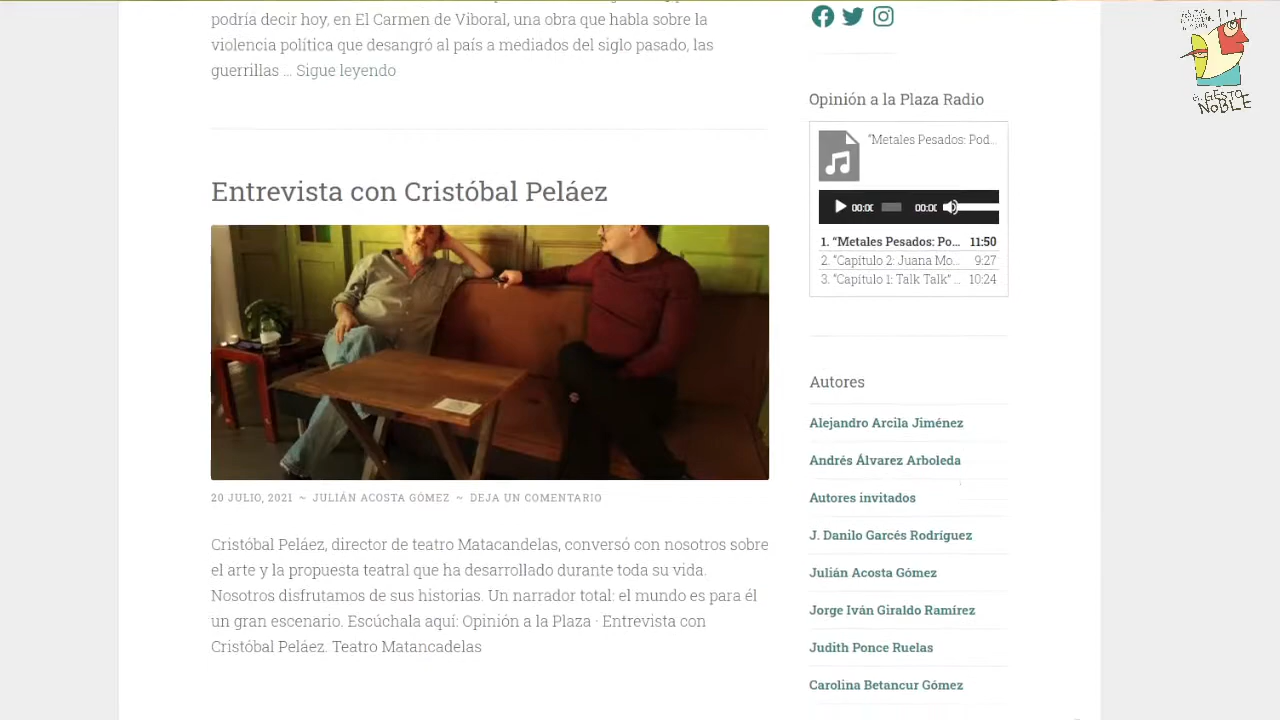 podría decir hoy, en El Carmen de Viboral, una obra que habla sobre la
violencia política que desangró al país a mediados del siglo pasado, las
guerrillas … Sigue leyendo
Entrevista con Cristóbal Peláez
20 JULIO, 2021 ~ JULIÁN ACOSTA GÓMEZ ~ DEJA UN COMENTARIO
Cristóbal Peláez, director de teatro Matacandelas, conversó con nosotros sobre
el arte y la propuesta teatral que ha desarrollado durante toda su vida.
Nosotros disfrutamos de sus historias. Un narrador total: el mundo es para él
un gran escenario. Escúchala aquí: Opinión a la Plaza · Entrevista con
Cristóbal Peláez. Teatro Matancadelas
Opinión a la Plaza Radio
“Metales Pesados: Pod…
00:00 00:00
1. “Metales Pesados: Po… 11:50
2. “Capítulo 2: Juana Mo… 9:27
3. “Capítulo 1: Talk Talk” … 10:24
Autores
Alejandro Arcila Jiménez
Andrés Álvarez Arboleda
Autores invitados
J. Danilo Garcés Rodríguez
Julián Acosta Gómez
Jorge Iván Giraldo Ramírez
Judith Ponce Ruelas
Carolina Betancur Gómez
GESTO
NOBLE